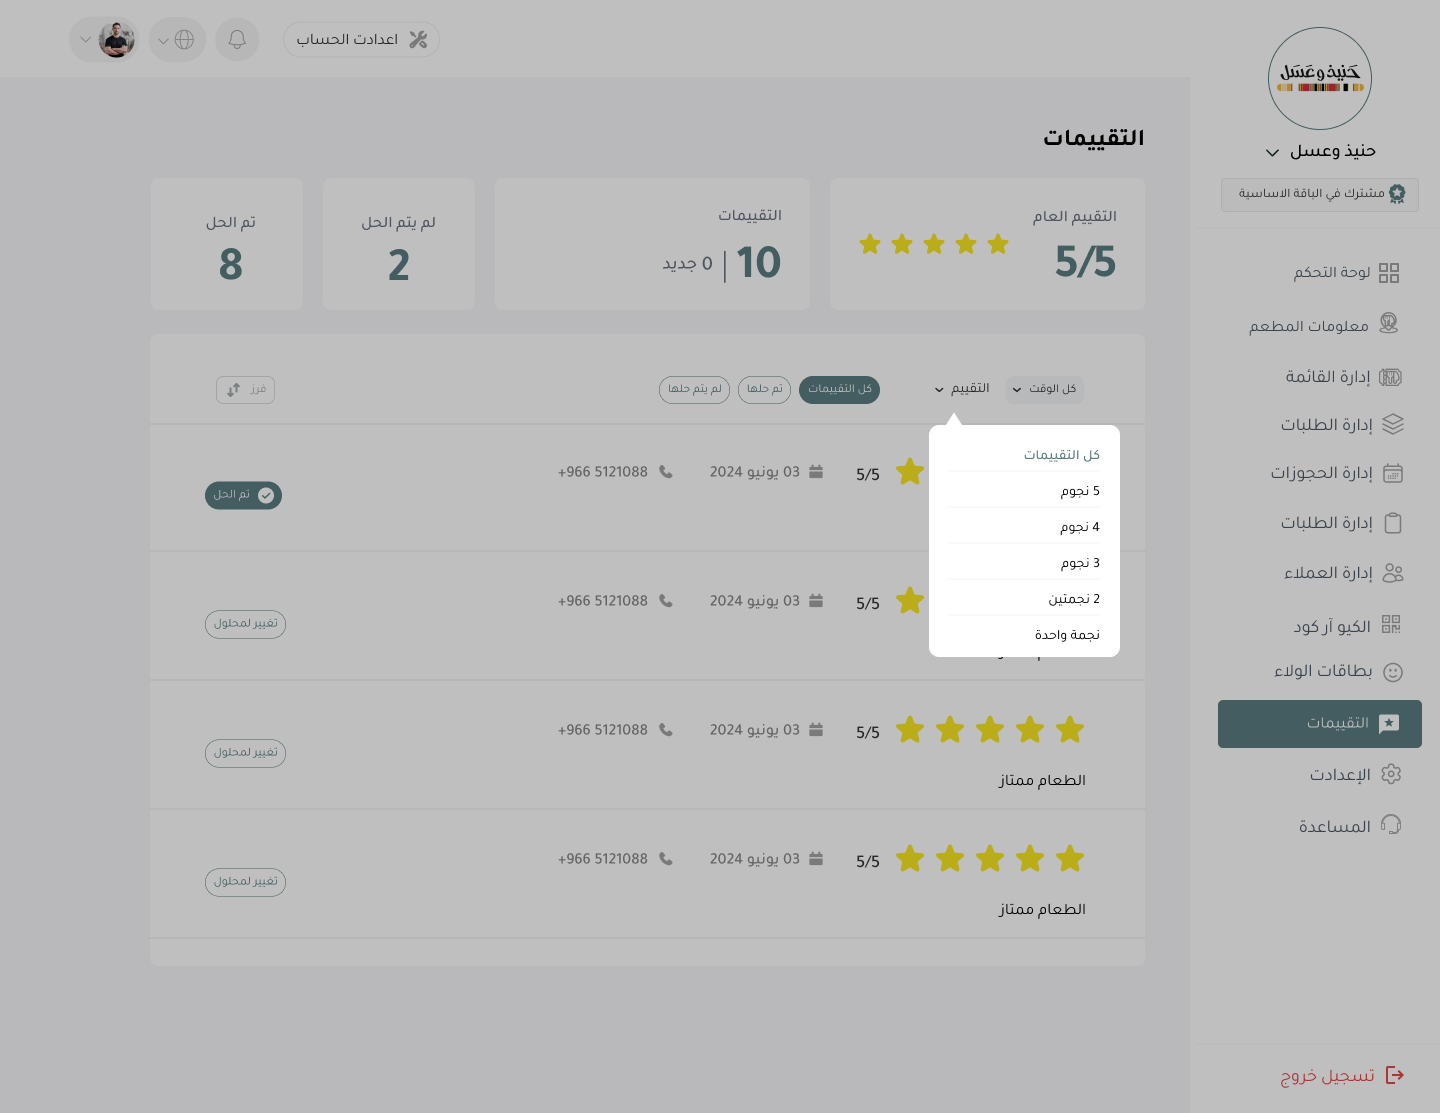 اعدادت الحساب
حنيذ وعسل
حنيذ وعسل
مشترك في الباقة الاساسية
لوحة التحكم
معلومات المطعم
إدارة القائمة
إدارة الطلبات
إدارة الحجوزات
إدارة الطلبات
إدارة العملاء
الكيو آر كود
بطاقات الولاء
التقييمات
الإعدادت
المساعدة
تسجيل خروج
التقييمات
التقييم العام
5/5
التقييمات
10 | 0 جديد
لم يتم الحل
2
تم الحل
8
كل الوقت
التقييم
كل التقييمات
تم حلها
لم يتم حلها
فرز
كل التقييمات
5 نجوم
4 نجوم
3 نجوم
2 نجمتين
نجمة واحدة
5/5 03 يونيو 2024 +966 5121088
تم الحل
5/5 03 يونيو 2024 +966 5121088
تغيير لمحلول
5/5 03 يونيو 2024 +966 5121088
تغيير لمحلول
الطعام ممتاز
5/5 03 يونيو 2024 +966 5121088
تغيير لمحلول
الطعام ممتاز